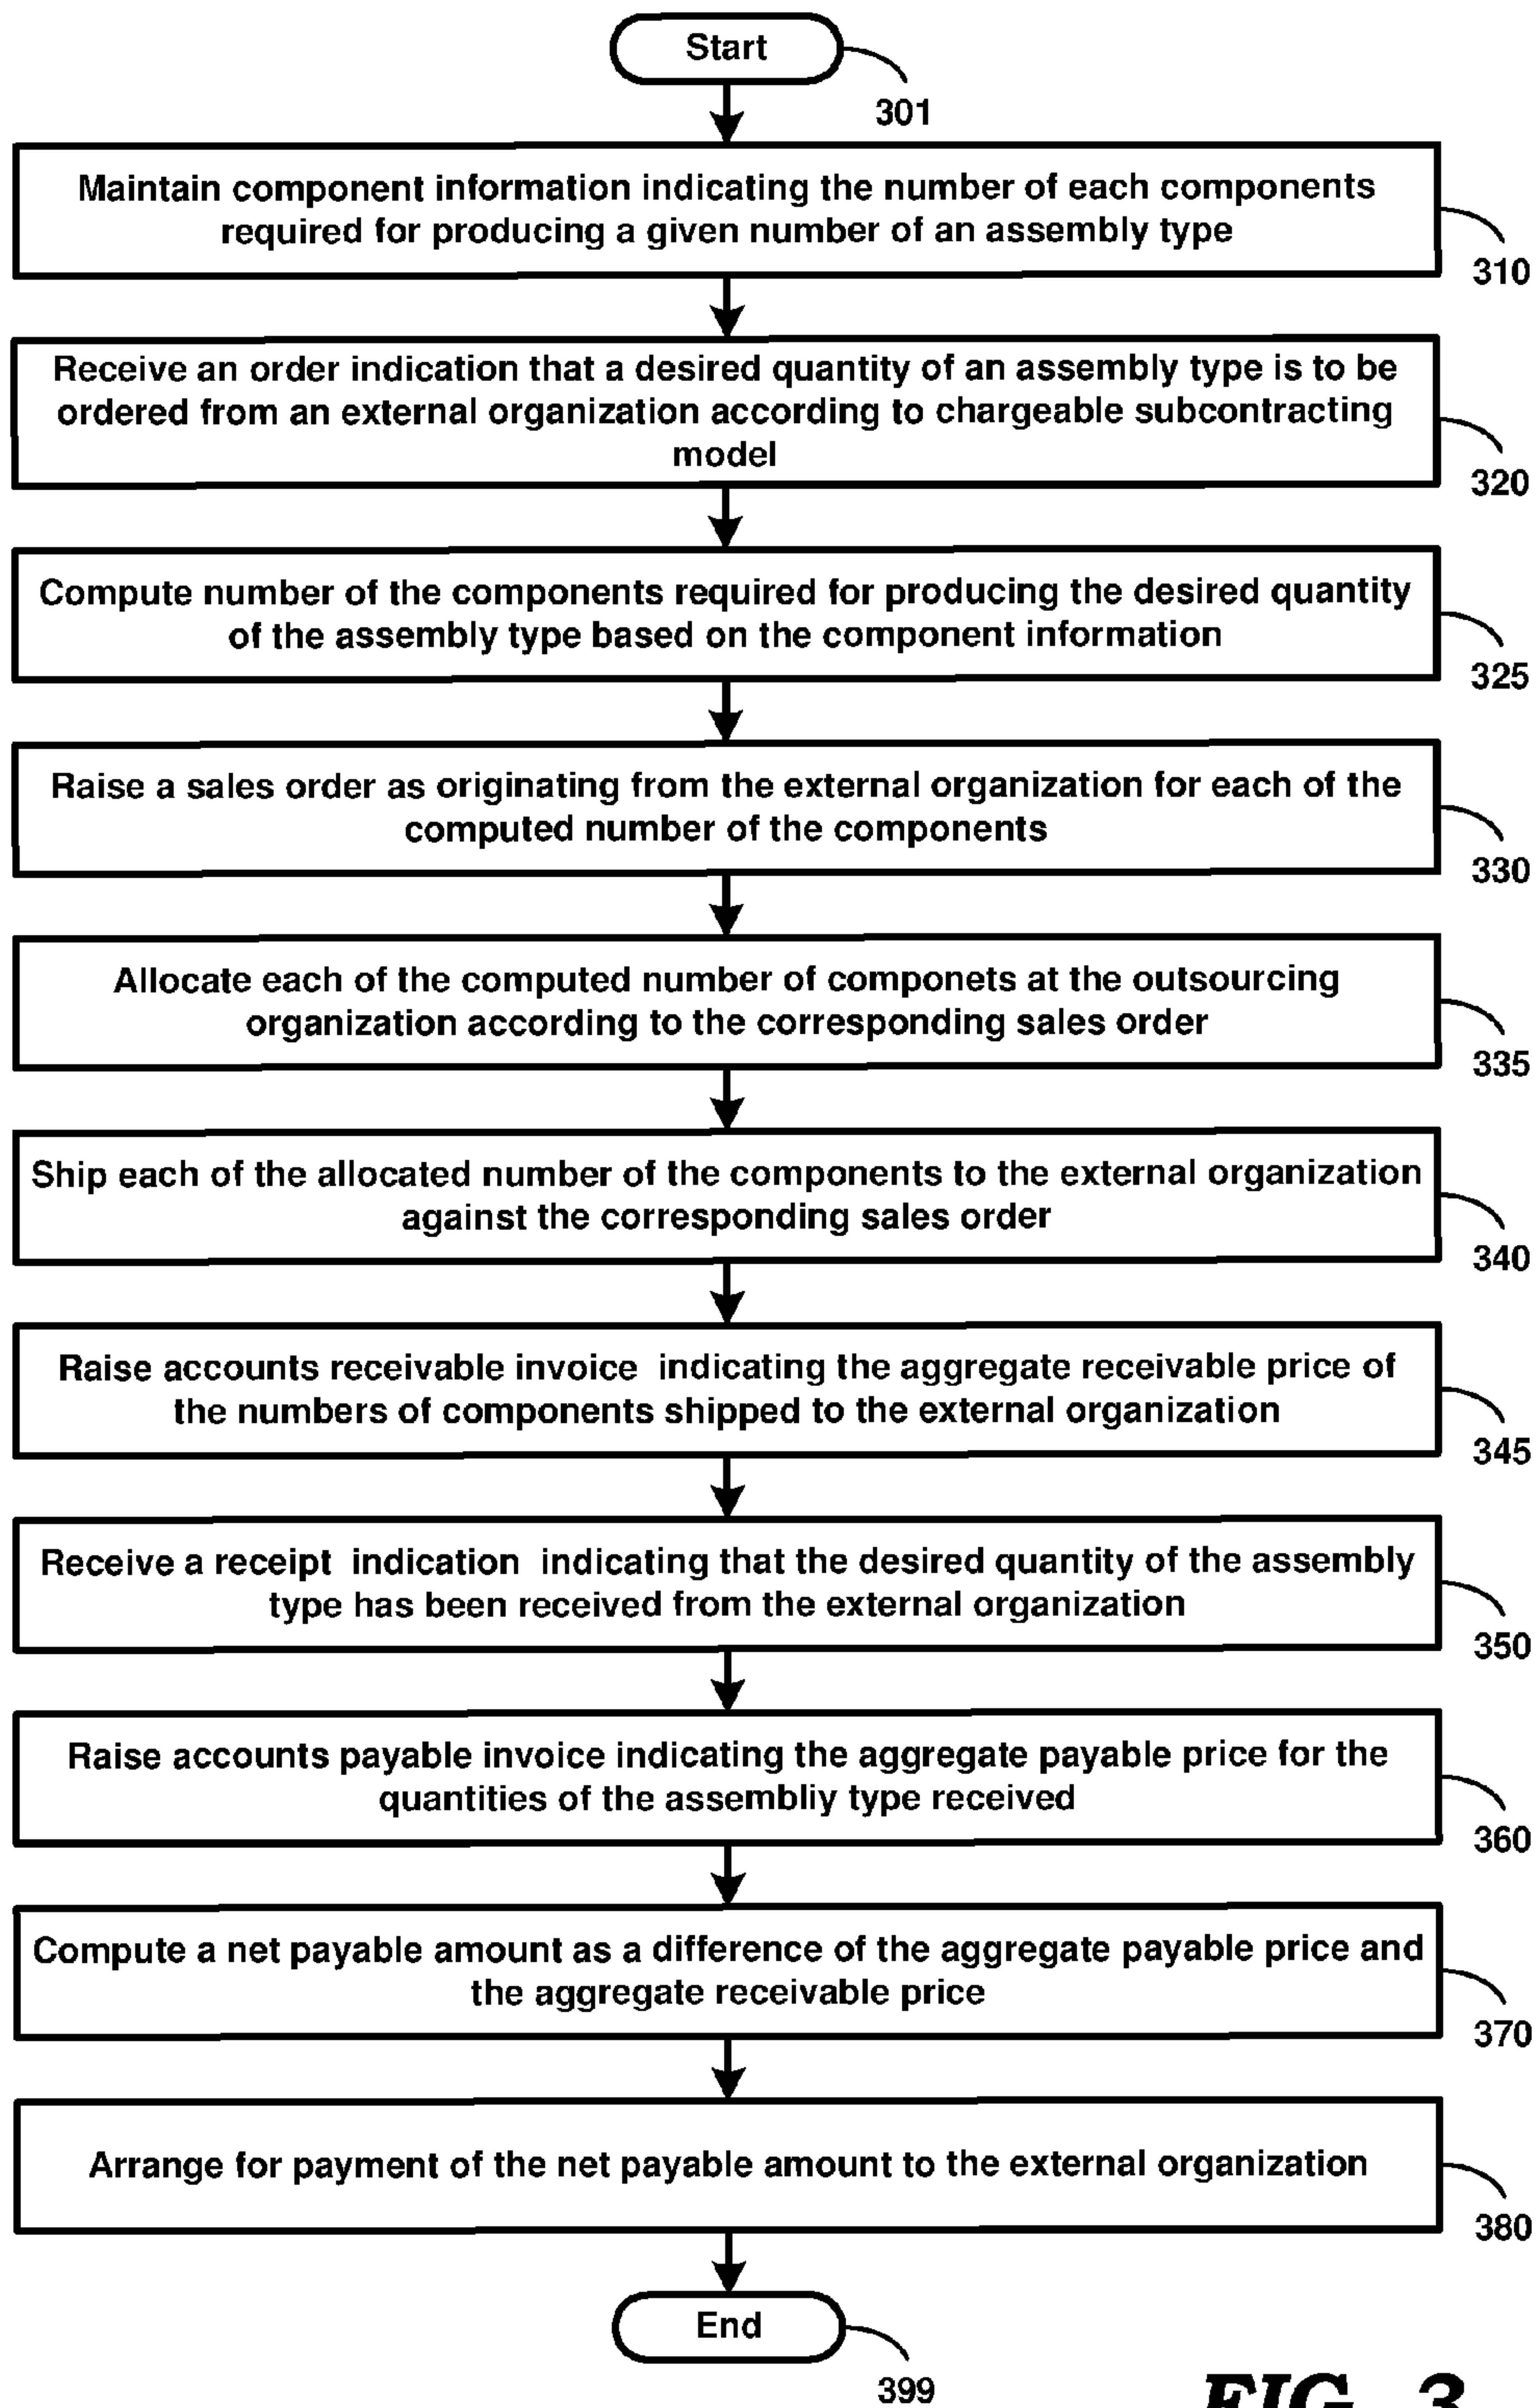 Start
301
Maintain component information indicating the number of each components
required for producing a given number of an assembly type
310
Receive an order indication that a desired quantity of an assembly type is to be
ordered from an external organization according to chargeable subcontracting
model
320
Compute number of the components required for producing the desired quantity
of the assembly type based on the component information
325
Raise a sales order as originating from the external organization for each of the
computed number of the components
330
Allocate each of the computed number of componets at the outsourcing
organization according to the corresponding sales order
335
Ship each of the allocated number of the components to the external organization
against the corresponding sales order
340
Raise accounts receivable invoice indicating the aggregate receivable price of
the numbers of components shipped to the external organization
345
Receive a receipt indication indicating that the desired quantity of the assembly
type has been received from the external organization
350
Raise accounts payable invoice indicating the aggregate payable price for the
quantities of the assembliy type received
360
Compute a net payable amount as a difference of the aggregate payable price and
the aggregate receivable price
370
Arrange for payment of the net payable amount to the external organization
380
End
399
FIG. 3